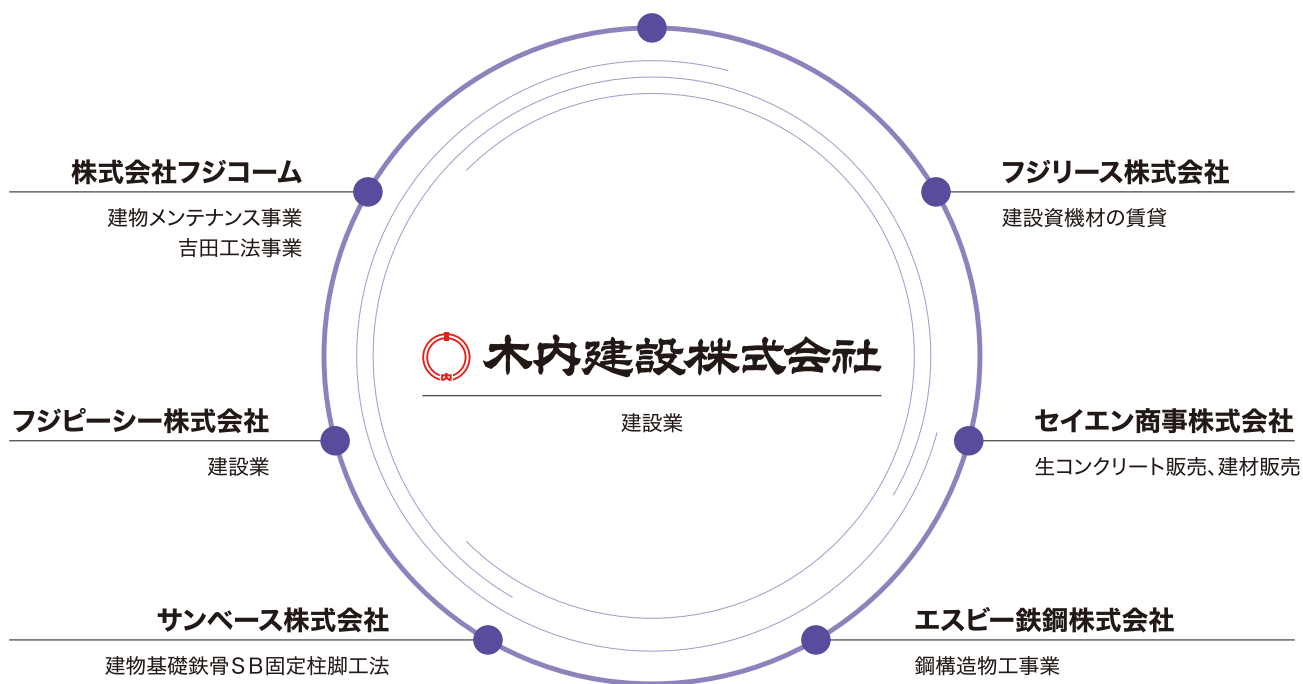 株式会社フジコーム
建物メンテナンス事業
吉田工法事業
フジリース株式会社
建設資機材の賃貸
木内建設株式会社
建設業
フジピーシー株式会社
建設業
セイエン商事株式会社
生コンクリート販売、建材販売
サンベース株式会社
建物基礎鉄骨SB固定柱脚工法
エスビー鉄鋼株式会社
鋼構造物工事業